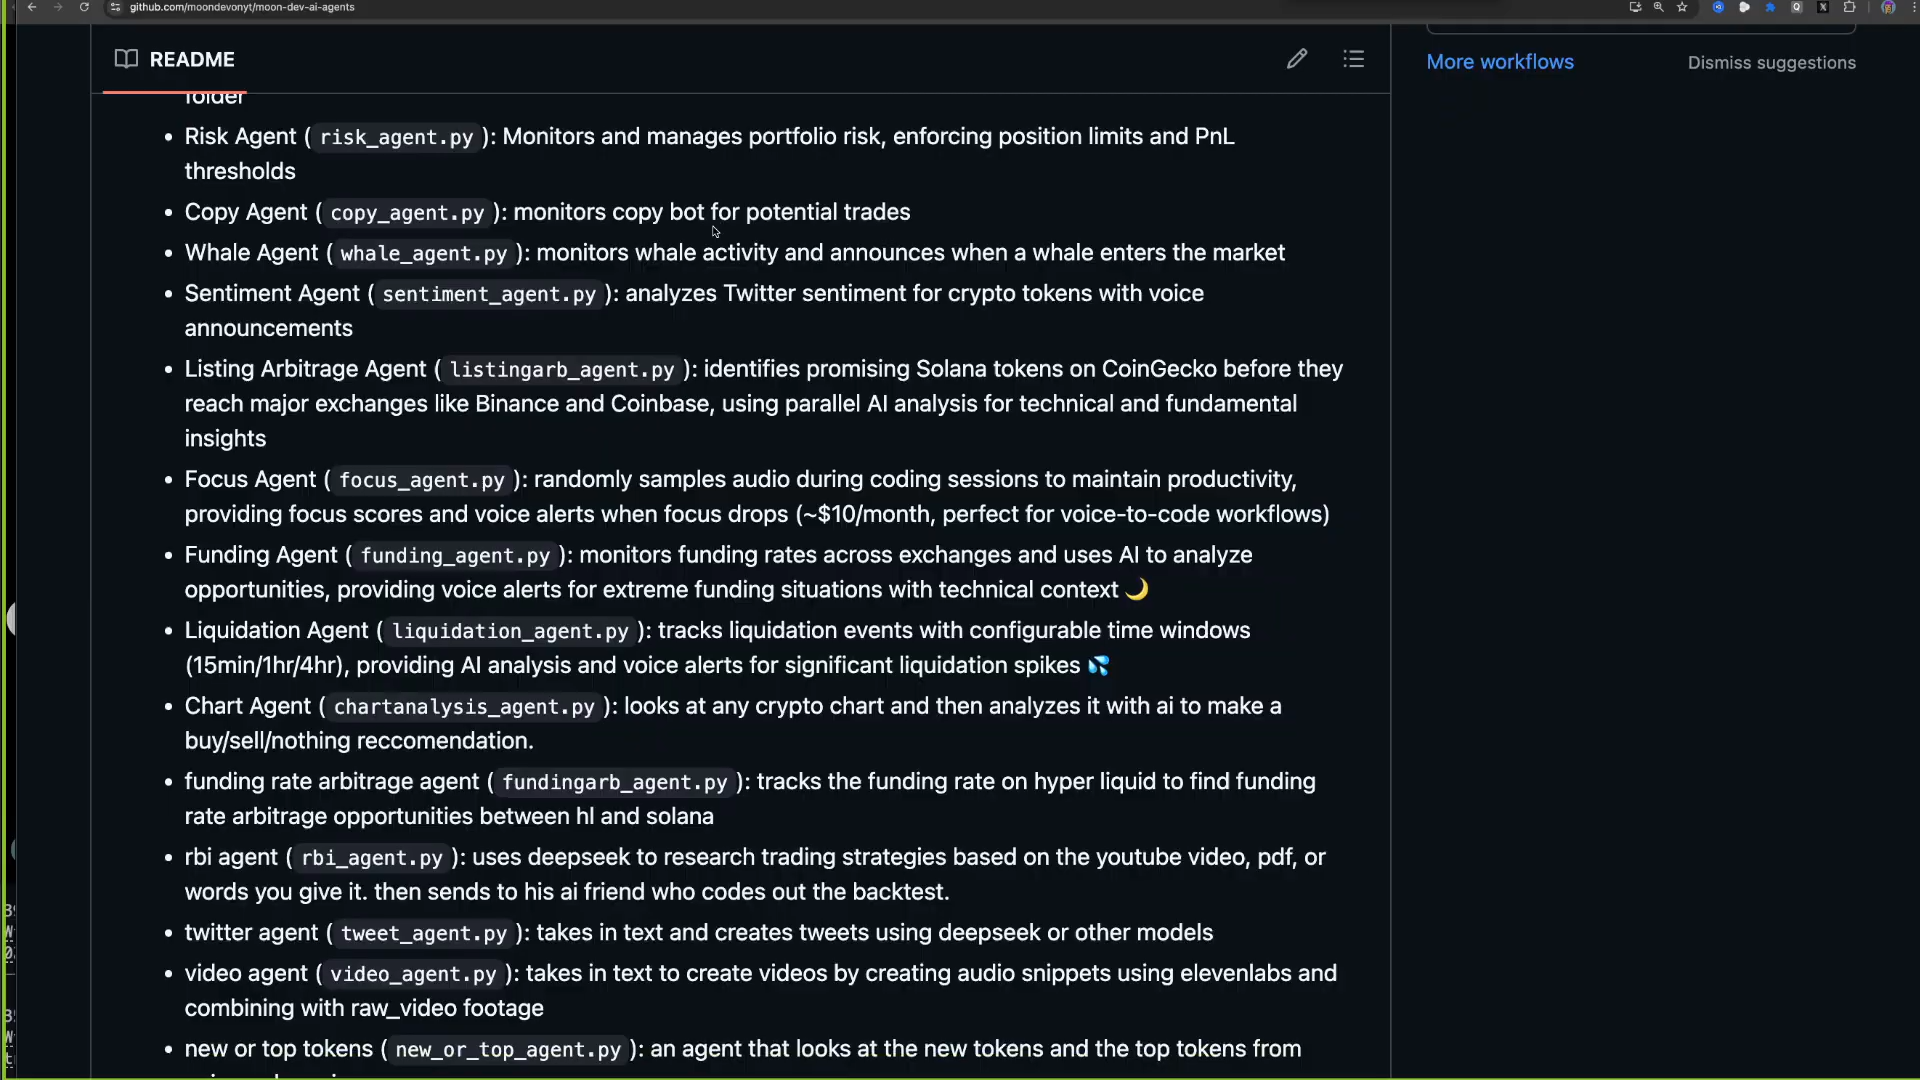 github.com/moondevonyt/moon-dev-ai-agents
README
More workflows
Dismiss suggestions
folder
• Risk Agent ( risk_agent.py ): Monitors and manages portfolio risk, enforcing position limits and PnL
thresholds
• Copy Agent ( copy_agent.py ): monitors copy bot for potential trades
• Whale Agent ( whale_agent.py ): monitors whale activity and announces when a whale enters the market
• Sentiment Agent ( sentiment_agent.py ): analyzes Twitter sentiment for crypto tokens with voice
announcements
• Listing Arbitrage Agent ( listingarb_agent.py ): identifies promising Solana tokens on CoinGecko before they
reach major exchanges like Binance and Coinbase, using parallel AI analysis for technical and fundamental
insights
• Focus Agent ( focus_agent.py ): randomly samples audio during coding sessions to maintain productivity,
providing focus scores and voice alerts when focus drops (~$10/month, perfect for voice-to-code workflows)
• Funding Agent ( funding_agent.py ): monitors funding rates across exchanges and uses AI to analyze
opportunities, providing voice alerts for extreme funding situations with technical context 🌙
• Liquidation Agent ( liquidation_agent.py ): tracks liquidation events with configurable time windows
(15min/1hr/4hr), providing AI analysis and voice alerts for significant liquidation spikes 💦
• Chart Agent ( chartanalysis_agent.py ): looks at any crypto chart and then analyzes it with ai to make a
buy/sell/nothing reccomendation.
• funding rate arbitrage agent ( fundingarb_agent.py ): tracks the funding rate on hyper liquid to find funding
rate arbitrage opportunities between hl and solana
• rbi agent ( rbi_agent.py ): uses deepseek to research trading strategies based on the youtube video, pdf, or
words you give it. then sends to his ai friend who codes out the backtest.
• twitter agent ( tweet_agent.py ): takes in text and creates tweets using deepseek or other models
• video agent ( video_agent.py ): takes in text to create videos by creating audio snippets using elevenlabs and
combining with raw_video footage
• new or top tokens ( new_or_top_agent.py ): an agent that looks at the new tokens and the top tokens from